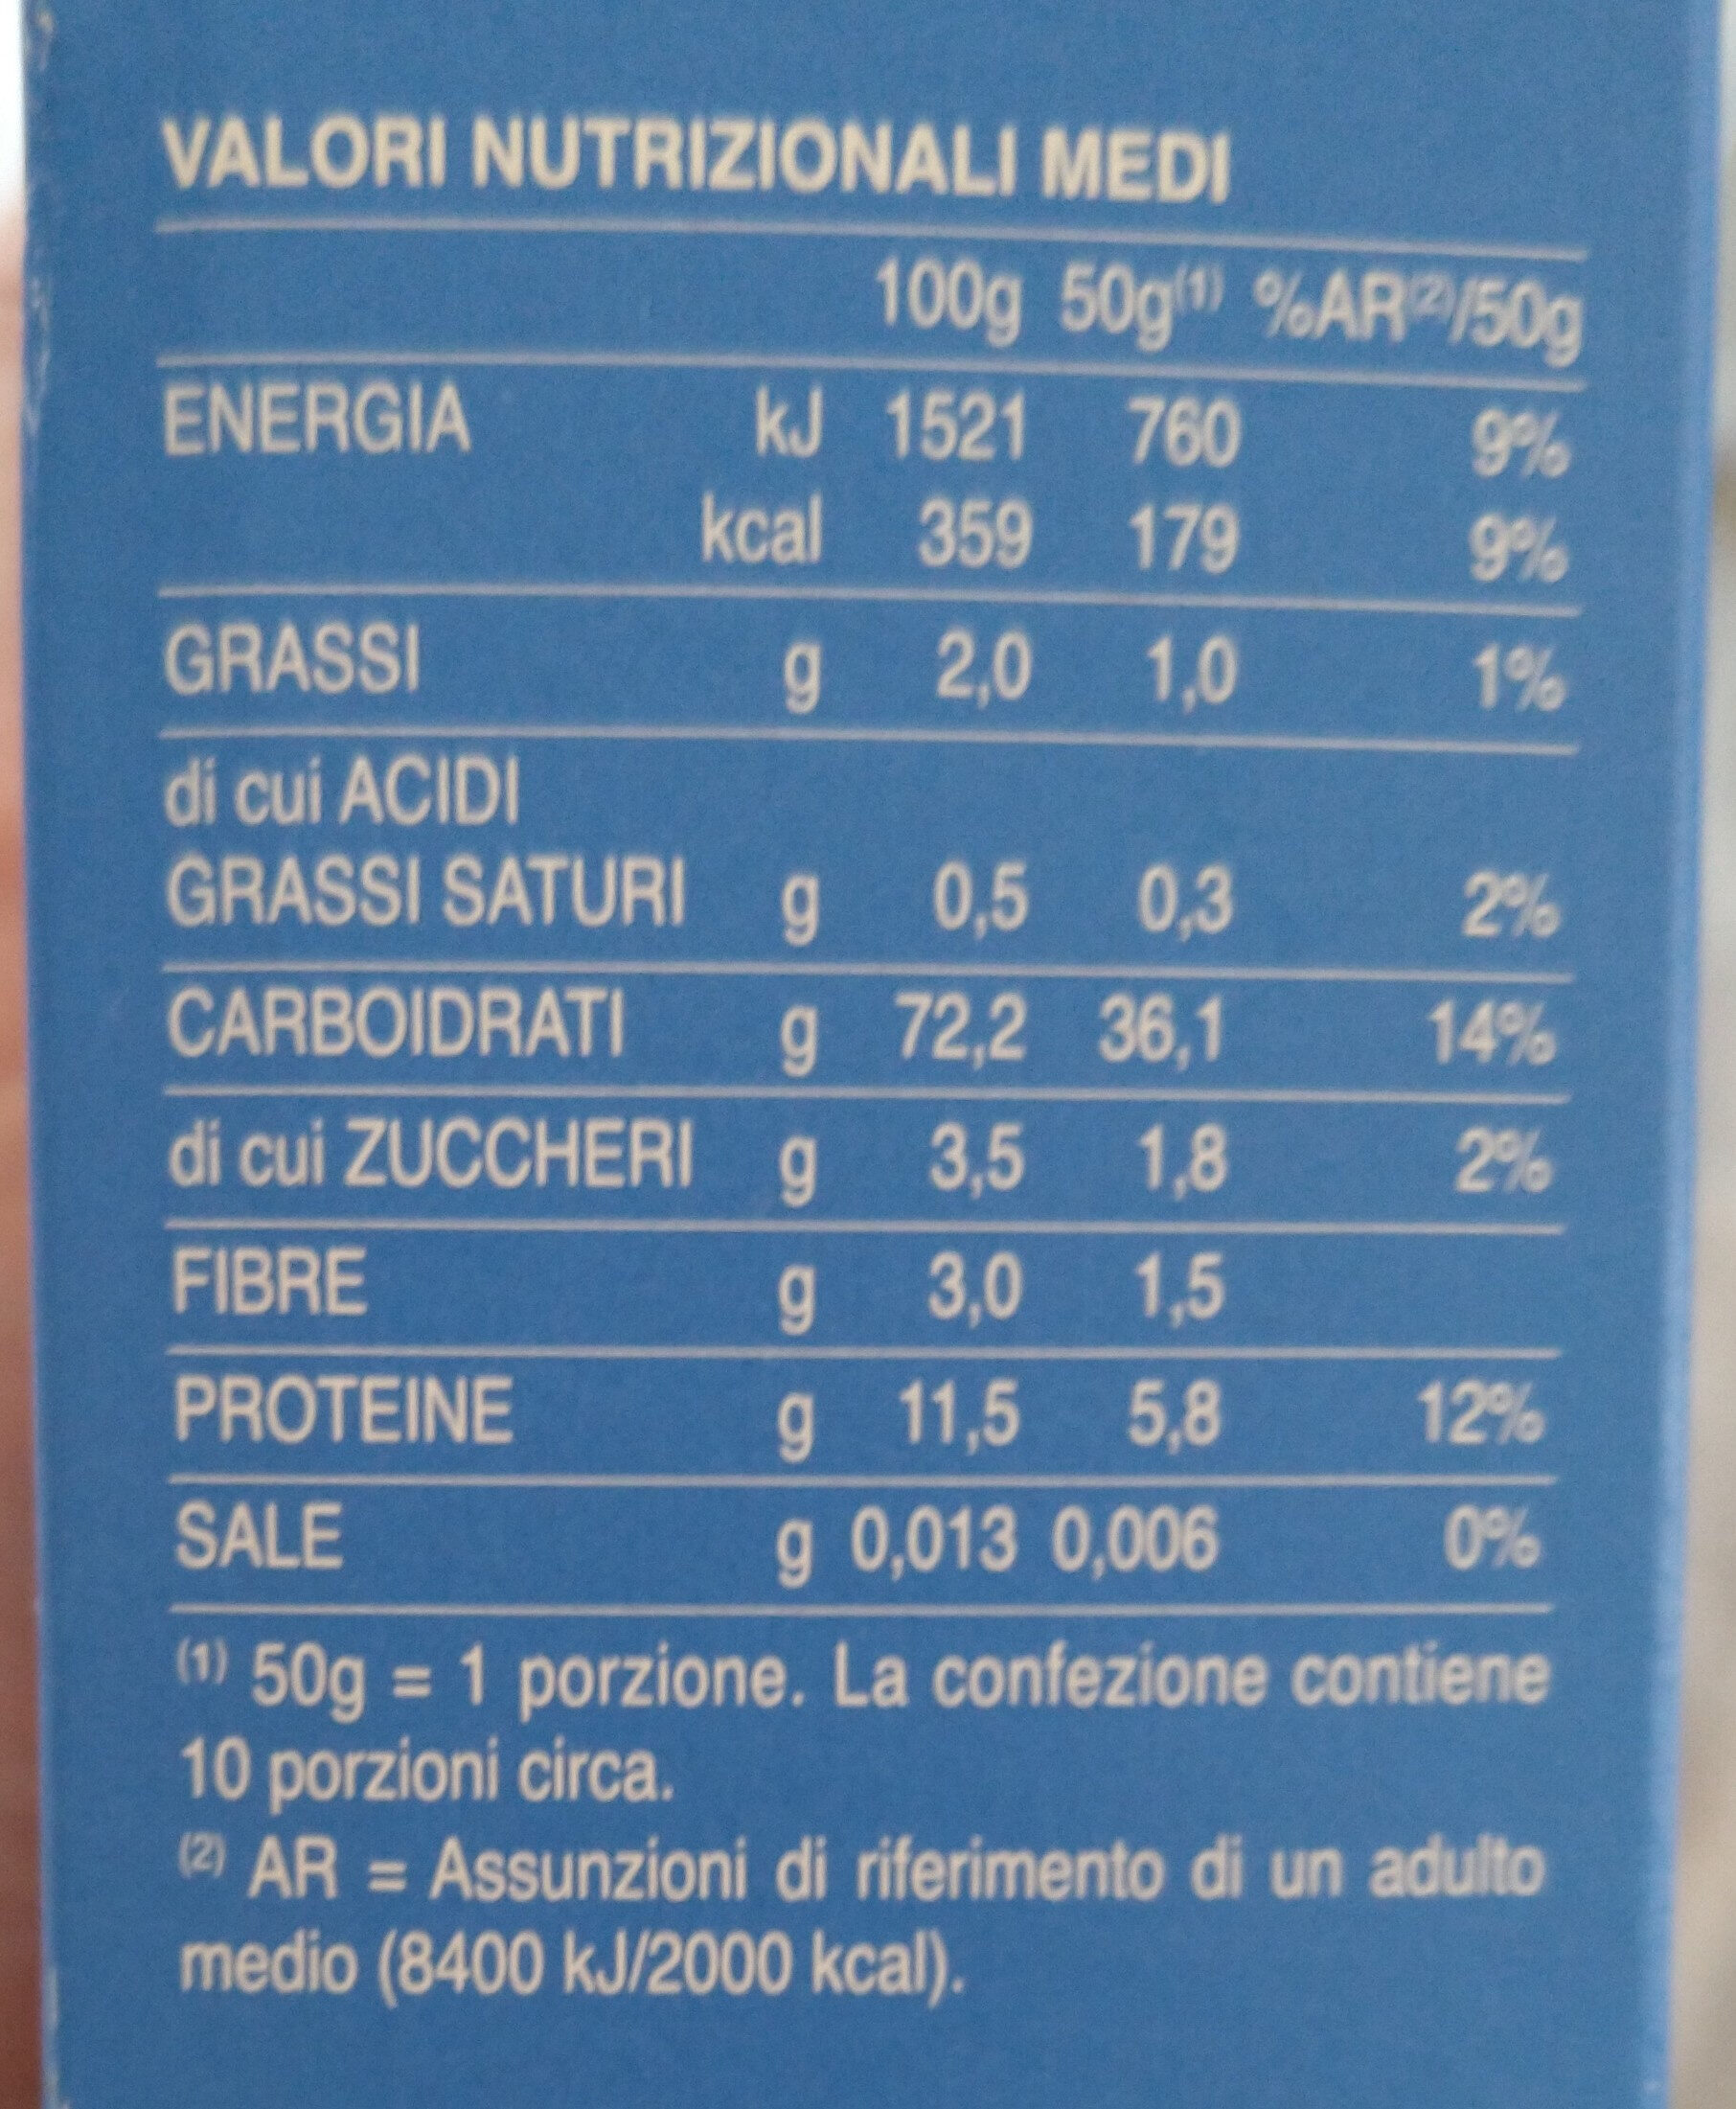 VALORI NUTRIZIONALI MEDI
100g 50g(1) %AR(2)/50g
ENERGIA kJ 1521 760 9%
kcal 359 179 9%
GRASSI g 2,0 1,0 1%
di cui ACIDI
GRASSI SATURI g 0,5 0,3 2%
CARBOIDRATI g 72,2 36,1 14%
di cui ZUCCHERI g 3,5 1,8 2%
FIBRE g 3,0 1,5
PROTEINE g 11,5 5,8 12%
SALE g 0,013 0,006 0%
(1) 50g = 1 porzione. La confezione contiene
10 porzioni circa.
(2) AR = Assunzioni di riferimento di un adulto
medio (8400 kJ/2000 kcal).